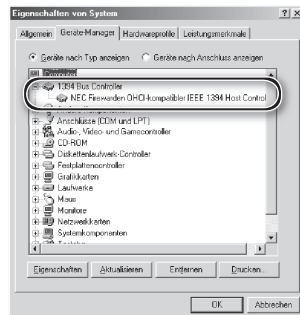 Eigenschaften von System
Allgemein Geräte-Manager Hardwareprofile Leistungsmerkmale
Geräte nach Typ anzeigen Geräte nach Anschluss anzeigen
Computer
1394 Bus Controller
NEC Firewarden OHCI-kompatibler IEEE 1394 Host Control
Anschlüsse (COM und LPT)
Audio-, Video- und Gamecontroller
CD-ROM
Diskettenlaufwerk-Controller
Festplattencontroller
Grafikkarten
Laufwerke
Maus
Monitore
Netzwerkkarten
Systemkomponenten
Eigenschaften Aktualisieren Entfernen Drucken...
OK Abbrechen